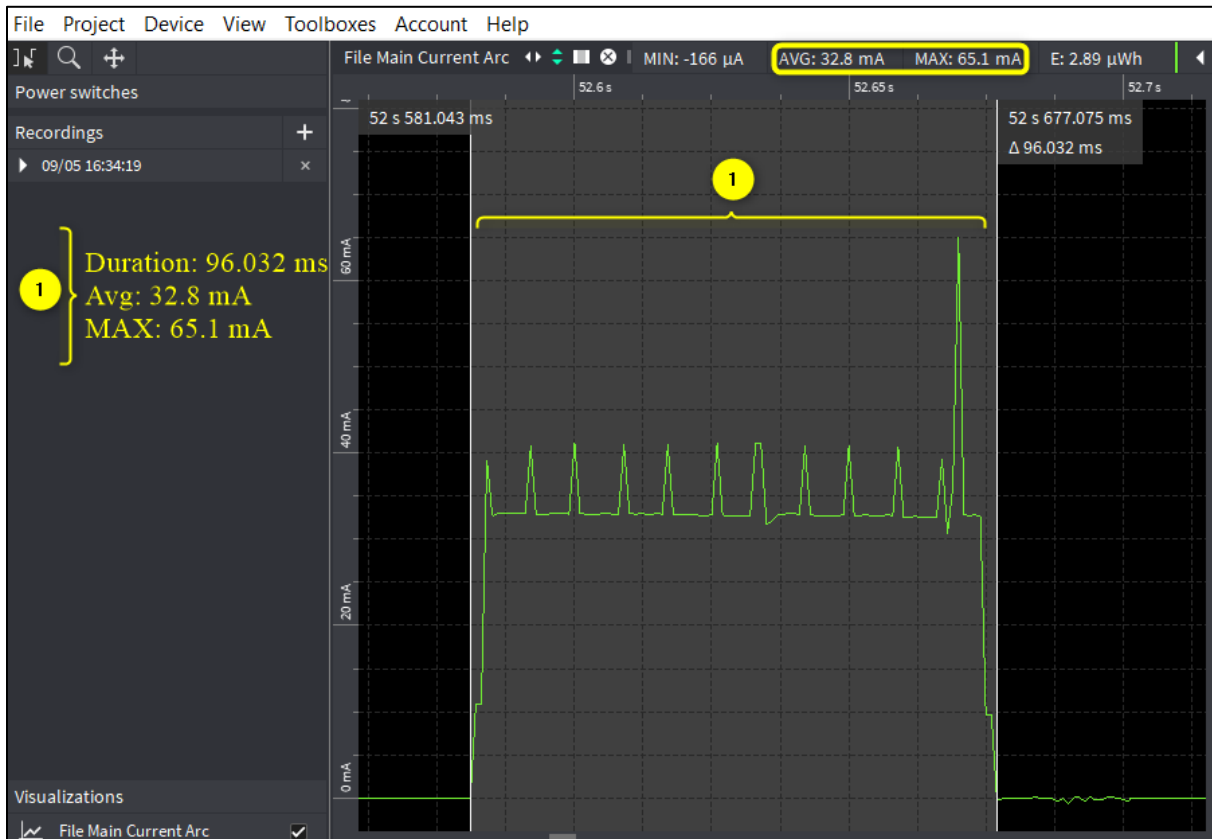 File Project Device View Toolboxes Account Help
File Main Current Arc MIN: -166 µA AVG: 32.8 mA MAX: 65.1 mA E: 2.89 µWh
Power switches
52.6 s 52.65 s 52.7 s
Recordings +
52 s 581.043 ms
52 s 677.075 ms
Δ 96.032 ms
09/05 16:34:19 ×
1
1
Duration: 96.032 ms
Avg: 32.8 mA
MAX: 65.1 mA
60 mA
40 mA
20 mA
0 mA
Visualizations
File Main Current Arc